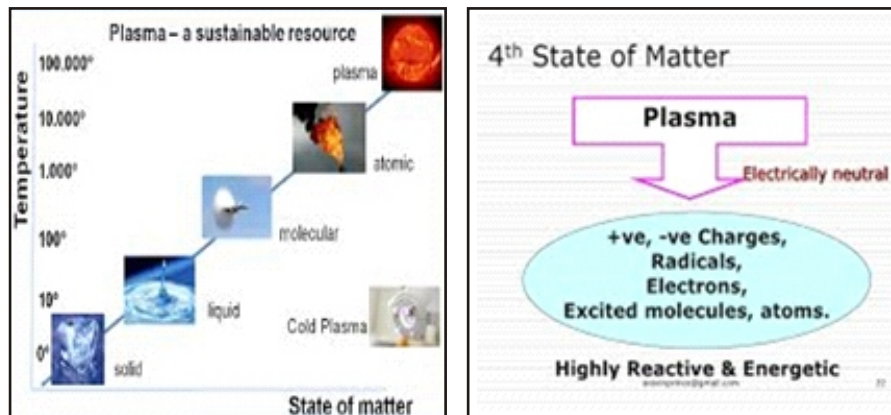 Plasma – a sustainable resource
Temperature
100.000°
10.000°
1.000°
100°
10°
0°
plasma
atomic
molecular
liquid
Cold Plasma
solid
State of matter
4th State of Matter
Plasma
Electrically neutral
+ve, -ve Charges,
Radicals,
Electrons,
Excited molecules, atoms.
Highly Reactive & Energetic